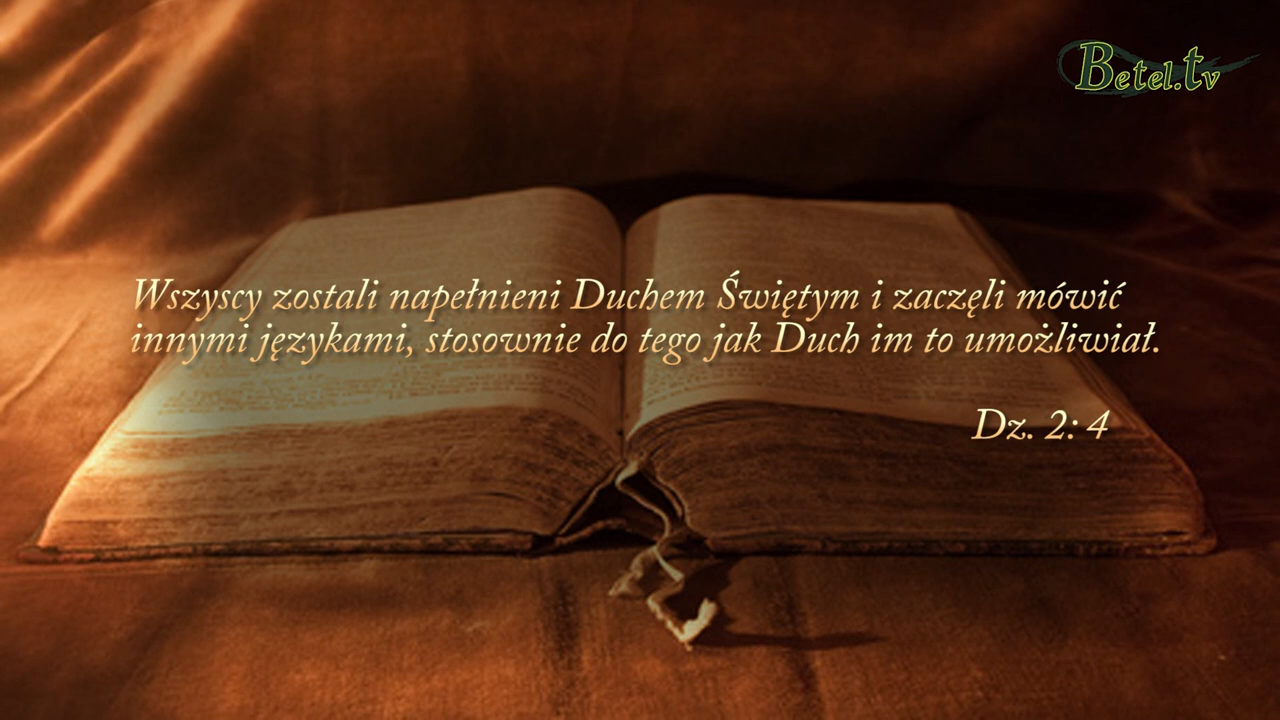 Betel.tv
Wszyscy zostali napełnieni Duchem Świętym i zaczęli mówić
innymi językami, stosownie do tego jak Duch im to umożliwiał.
Dz. 2: 4